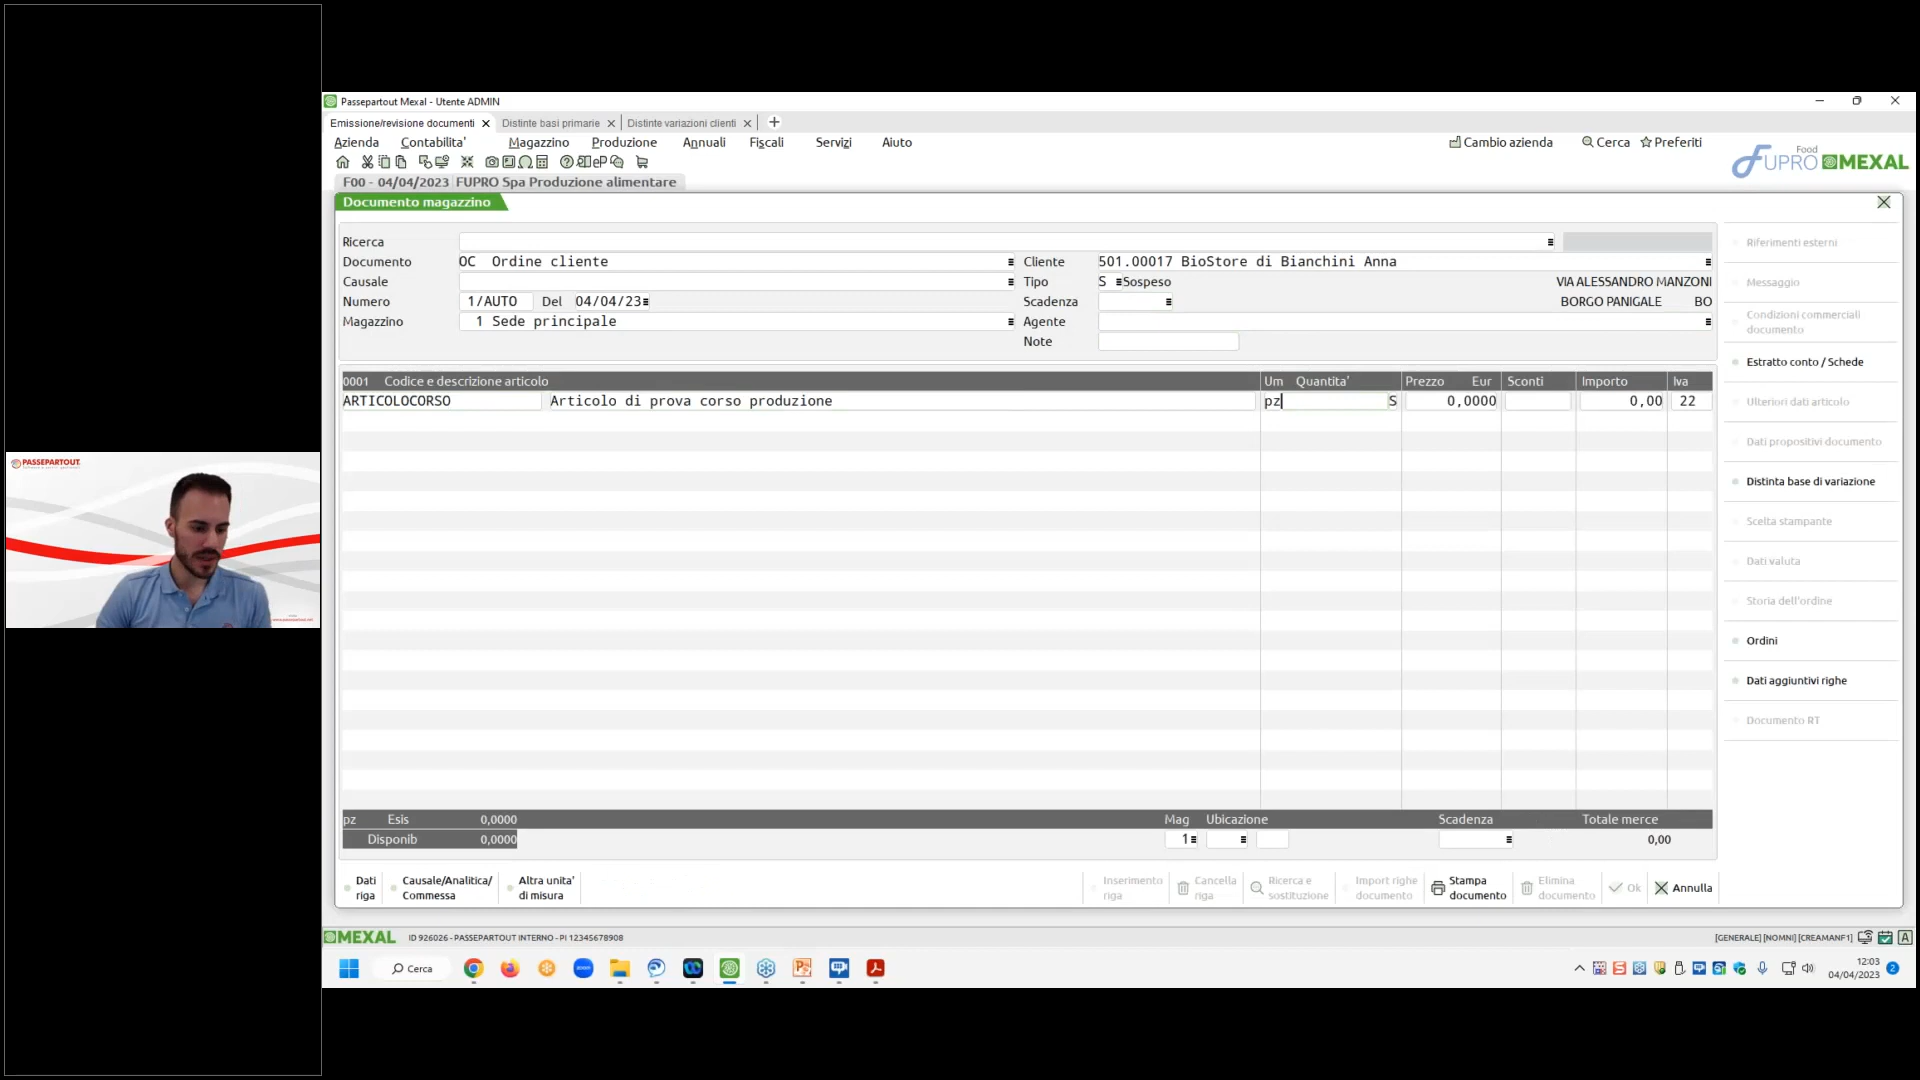 PASSEPARTOUT
Passepartout Mexal - Utente ADMIN
Emissione/revisione documenti
Distinte basi primarie
Distinte variazioni clienti
Azienda Contabilita' Magazzino Produzione Annuali Fiscali Servizi Aiuto
Cambio azienda Cerca Preferiti
Food
FUPRO MEXAL
F00 - 04/04/2023 FUPRO Spa Produzione alimentare
Documento magazzino
Ricerca
Documento OC Ordine cliente Cliente 501.00017 BioStore di Bianchini Anna
Causale Tipo S Sospeso VIA ALESSANDRO MANZONI
Numero 1/AUTO Del 04/04/23 Scadenza BORGO PANIGALE BO
Magazzino 1 Sede principale Agente
Note
0001 Codice e descrizione articolo Um Quantita' Prezzo Eur Sconti Importo Iva
ARTICOLOCORSO Articolo di prova corso produzione pz S 0,0000 0,00 22
pz Esis 0,0000 Mag Ubicazione Scadenza Totale merce
Disponib 0,0000 1 0,00
Riferimenti esterni
Messaggio
Condizioni commerciali
documento
Estratto conto / Schede
Ulteriori dati articolo
Dati propositivi documento
Distinta base di variazione
Scelta stampante
Dati valuta
Storia dell'ordine
Ordini
Dati aggiuntivi righe
Documento RT
Dati
riga
Causale/Analitica/
Commessa
Altra unita'
di misura
Inserimento
riga
Cancella
riga
Ricerca e
sostituzione
Import righe
documento
Stampa
documento
Elimina
documento
Ok
Annulla
MEXAL ID 926026 - PASSEPARTOUT INTERNO - PI 12345678908
[GENERALE] [NOMNI] [CREAMANF1] A
Cerca
12:03
04/04/2023
2